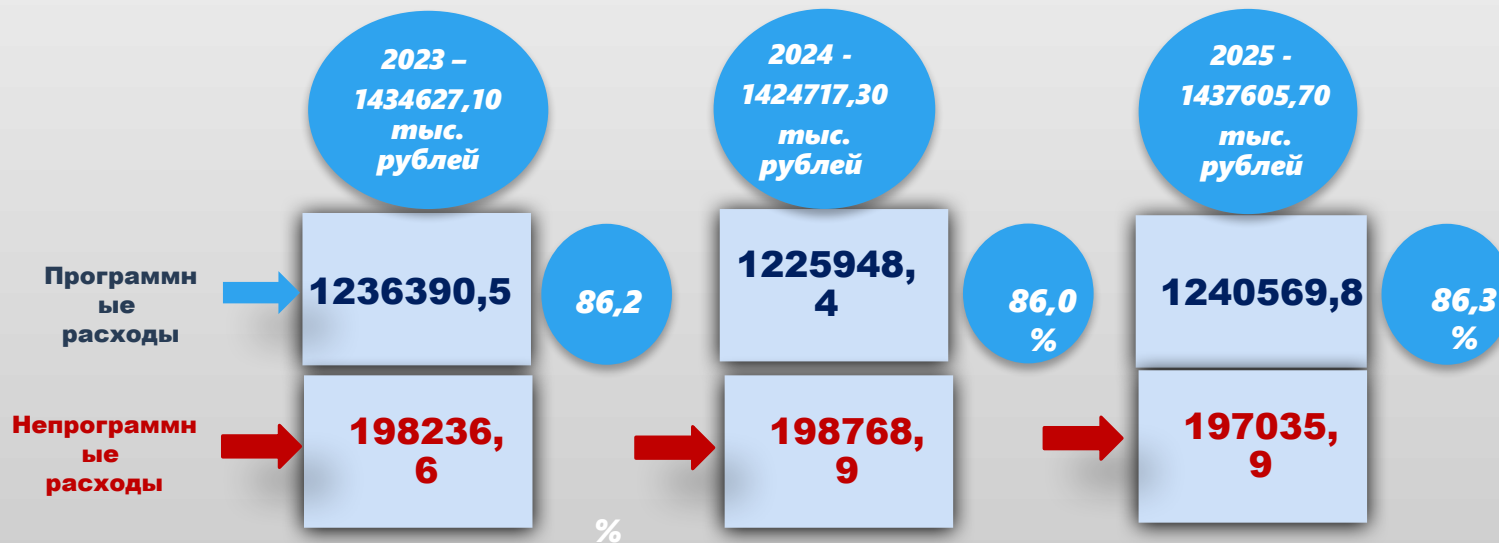 2023 –
1434627,10
тыс.
рублей
2024 -
1424717,30
тыс.
рублей
2025 -
1437605,70
тыс.
рублей
Программн
ые
расходы
1236390,5
86,2
1225948,
4
86,0
%
1240569,8
86,3
%
Непрограммн
ые
расходы
198236,
6
198768,
9
197035,
9
%